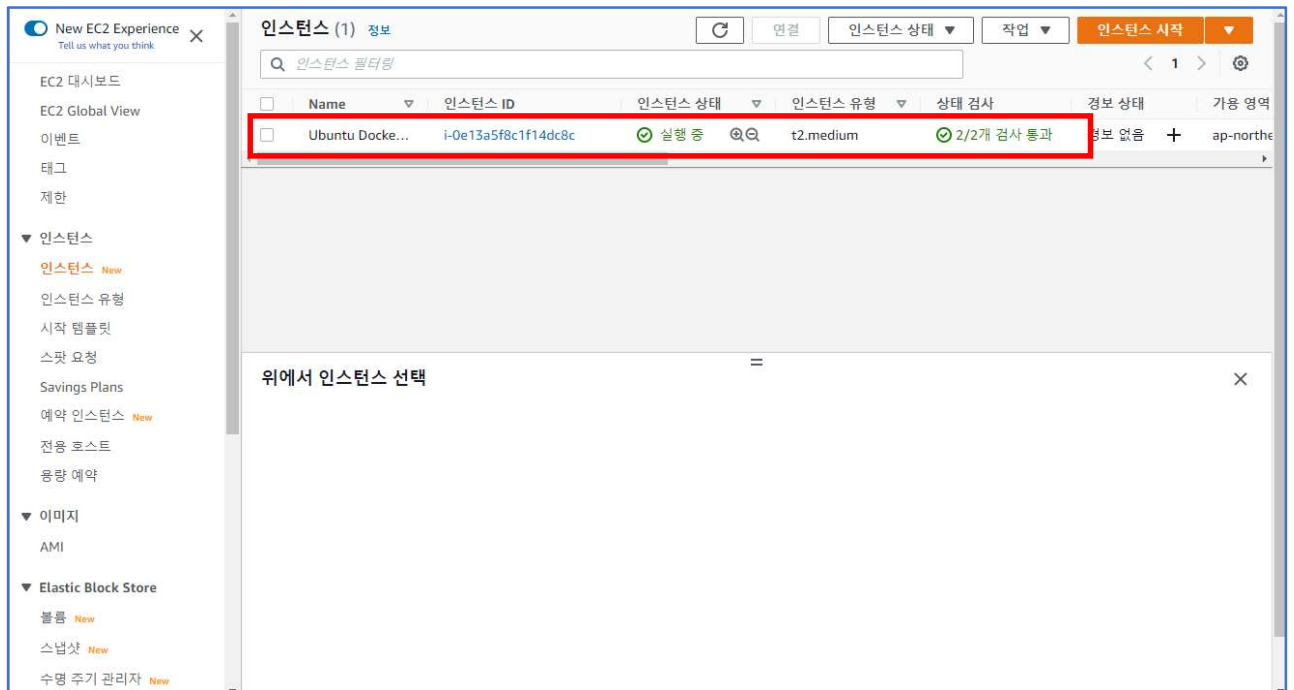 New EC2 Experience
Tell us what you think
EC2 대시보드
EC2 Global View
이벤트
태그
제한
인스턴스
인스턴스 New
인스턴스 유형
시작 템플릿
스팟 요청
Savings Plans
예약 인스턴스 New
전용 호스트
용량 예약
이미지
AMI
Elastic Block Store
볼륨 New
스냅샷 New
수명 주기 관리자 New
인스턴스 (1) 정보
연결
인스턴스 상태
작업
인스턴스 시작
인스턴스 필터링
1
Name 인스턴스 ID 인스턴스 상태 인스턴스 유형 상태 검사 경보 상태 가용 영역
Ubuntu Docke... i-0e13a5f8c1f14dc8c 실행 중 t2.medium 2/2개 검사 통과 경보 없음 ap-northe
위에서 인스턴스 선택